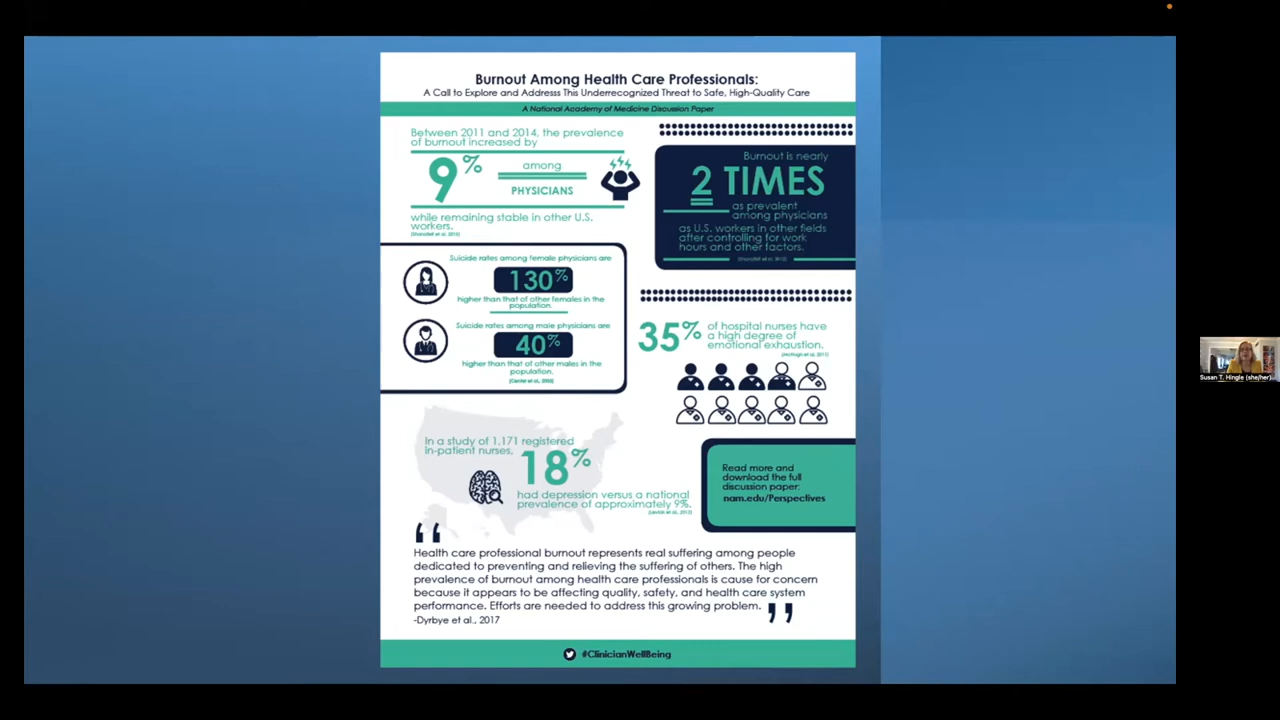 Burnout Among Health Care Professionals:
A Call to Explore and Addresss This Underrecognized Threat to Safe, High-Quality Care
A National Academy of Medicine Discussion Paper
Between 2011 and 2014, the prevalence
of burnout increased by
9%
among
PHYSICIANS
while remaining stable in other U.S.
workers.
Burnout is nearly
2 TIMES
as prevalent
among physicians
as U.S. workers in other fields
after controlling for work
hours and other factors.
Suicide rates among female physicians are
130%
higher than that of other females in the
population.
Suicide rates among male physicians are
40%
higher than that of other males in the
population.
35%
of hospital nurses have
a high degree of
emotional exhaustion.
(McHugh et al, 2011)
In a study of 1,171 registered
in-patient nurses,
18%
had depression versus a national
prevalence of approximately 9%.
Read more and
download the full
discussion paper:
nam.edu/Perspectives
“
Health care professional burnout represents real suffering among people
dedicated to preventing and relieving the suffering of others. The high
prevalence of burnout among health care professionals is cause for concern
because it appears to be affecting quality, safety, and health care system
performance. Efforts are needed to address this growing problem. ”
-Dyrbye et al., 2017
#ClinicianWellBeing
Susan T. Hingle (she/her)